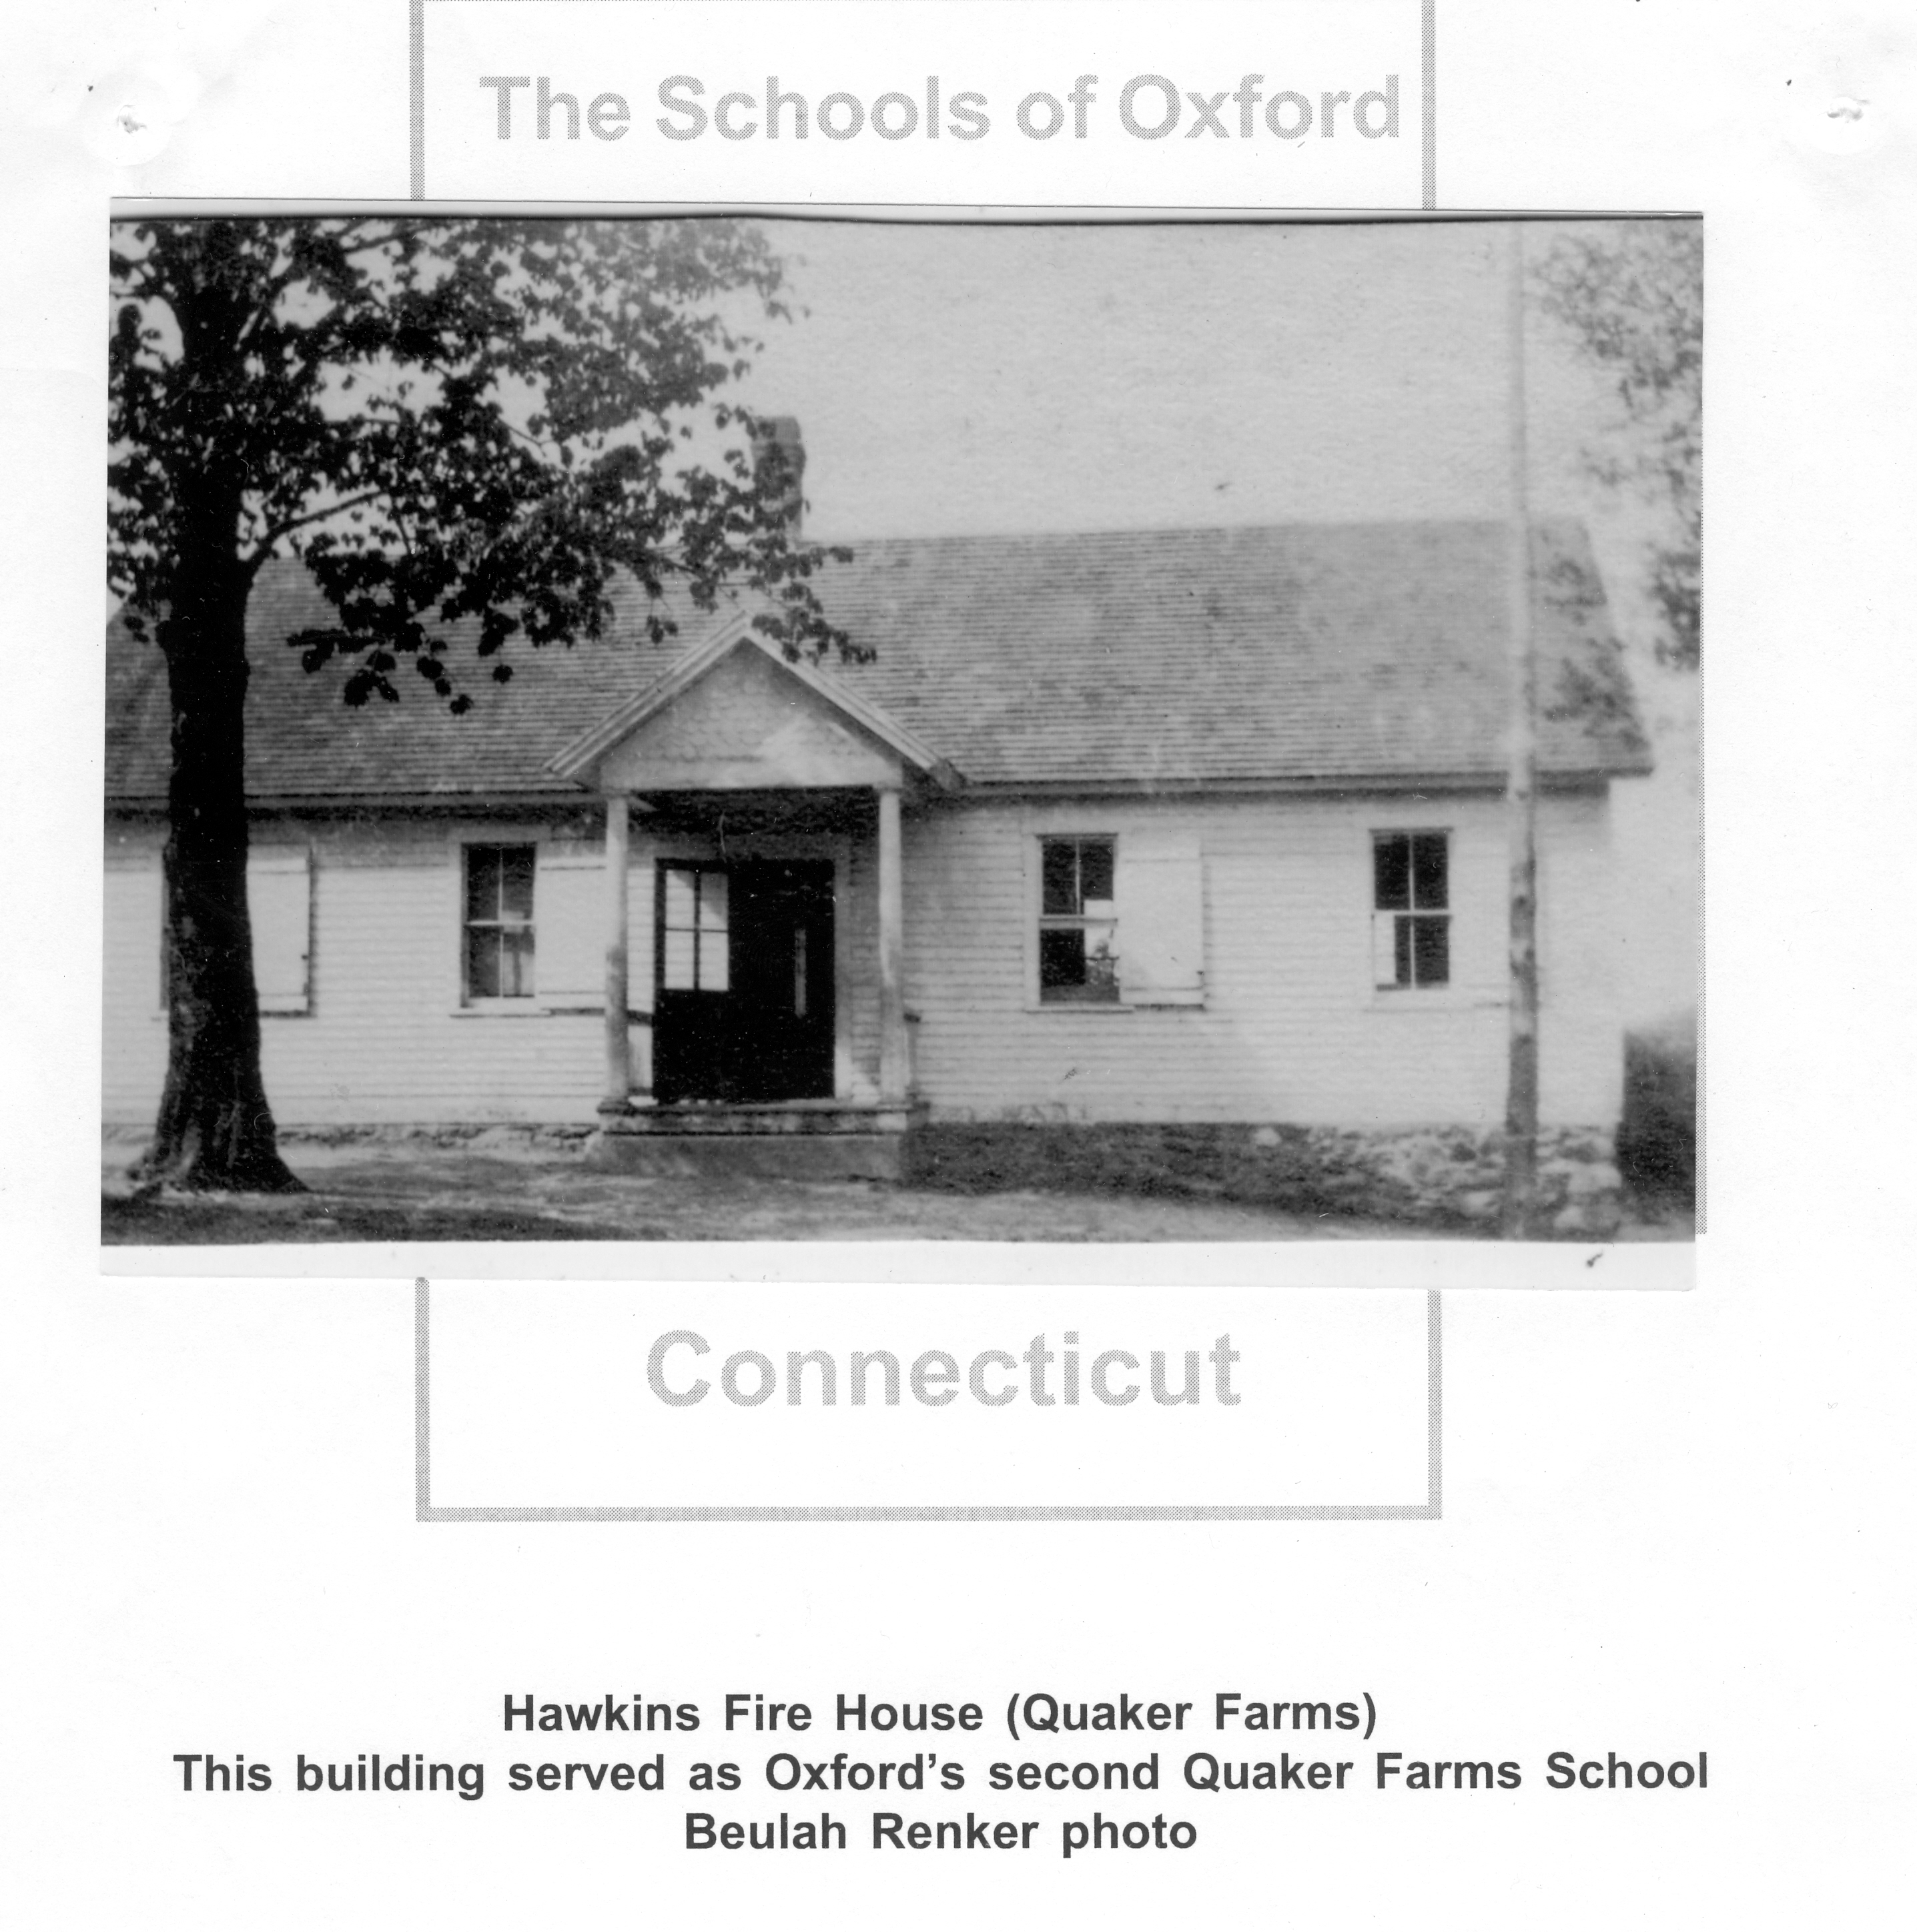 The Schools of Oxford
Connecticut
Hawkins Fire House (Quaker Farms)
This building served as Oxford’s second Quaker Farms School
Beulah Renker photo